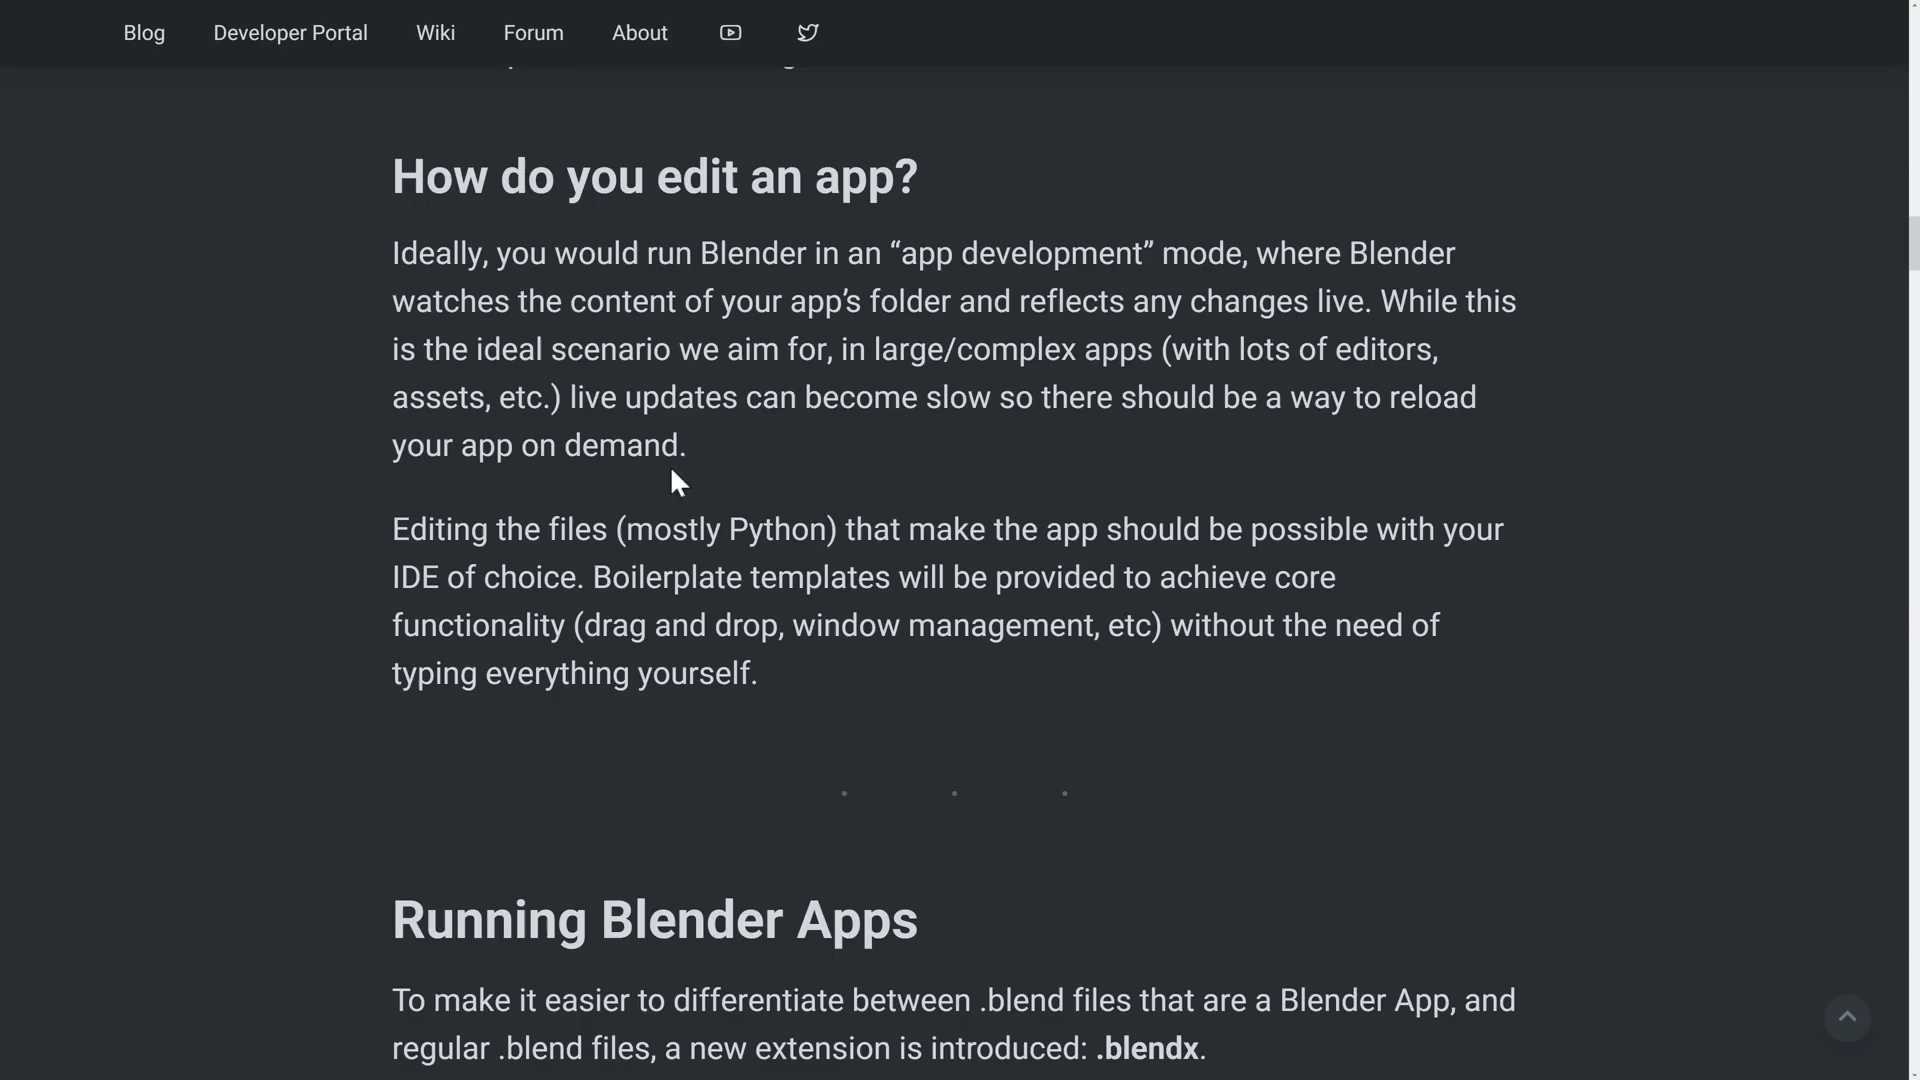 Blog Developer Portal Wiki Forum About
How do you edit an app?
Ideally, you would run Blender in an “app development” mode, where Blender
watches the content of your app’s folder and reflects any changes live. While this
is the ideal scenario we aim for, in large/complex apps (with lots of editors,
assets, etc.) live updates can become slow so there should be a way to reload
your app on demand.
Editing the files (mostly Python) that make the app should be possible with your
IDE of choice. Boilerplate templates will be provided to achieve core
functionality (drag and drop, window management, etc) without the need of
typing everything yourself.
Running Blender Apps
To make it easier to differentiate between .blend files that are a Blender App, and
regular .blend files, a new extension is introduced: .blendx.